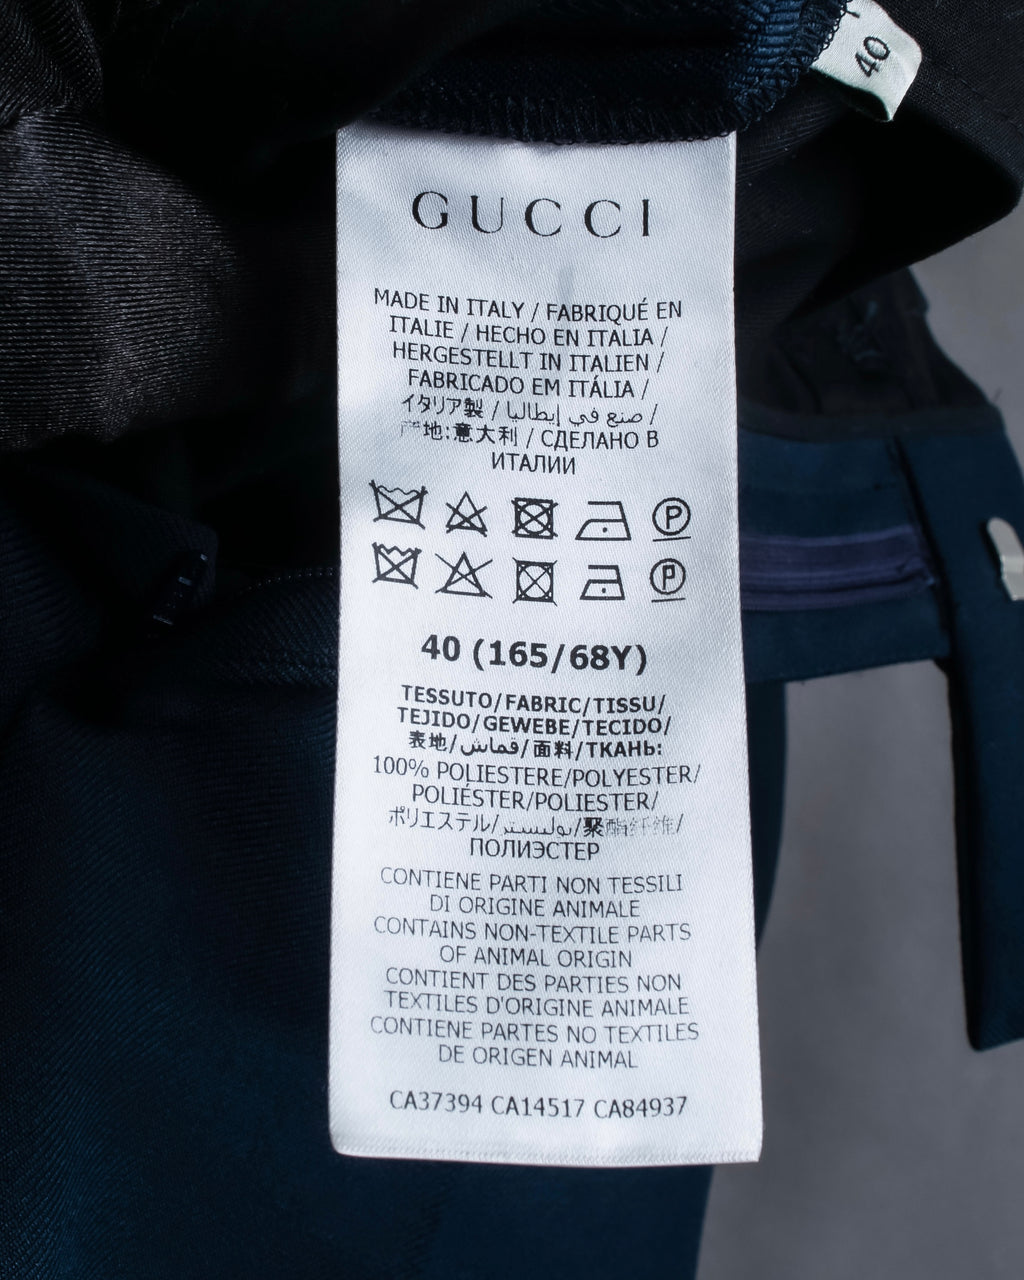 40
GUCCI
MADE IN ITALY / FABRIQUÉ EN
ITALIE / HECHO EN ITALIA /
HERGESTELLT IN ITALIEN /
FABRICADO EM ITÁLIA /
イタリア製 / صنع في إيطاليا /
产地:意大利 / СДЕЛАНО В
ИТАЛИИ
P
P
40 (165/68Y)
TESSUTO/FABRIC/TISSU/
TEJIDO/GEWEBE/TECIDO/
表地/قماش/面料/ТКАНЬ:
100% POLIESTERE/POLYESTER/
POLIÉSTER/POLIESTER/
ポリエステル/بوليستر/聚酯纤维/
ПОЛИЭСТЕР
CONTIENE PARTI NON TESSILI
DI ORIGINE ANIMALE
CONTAINS NON-TEXTILE PARTS
OF ANIMAL ORIGIN
CONTIENT DES PARTIES NON
TEXTILES D'ORIGINE ANIMALE
CONTIENE PARTES NO TEXTILES
DE ORIGEN ANIMAL
CA37394 CA14517 CA84937